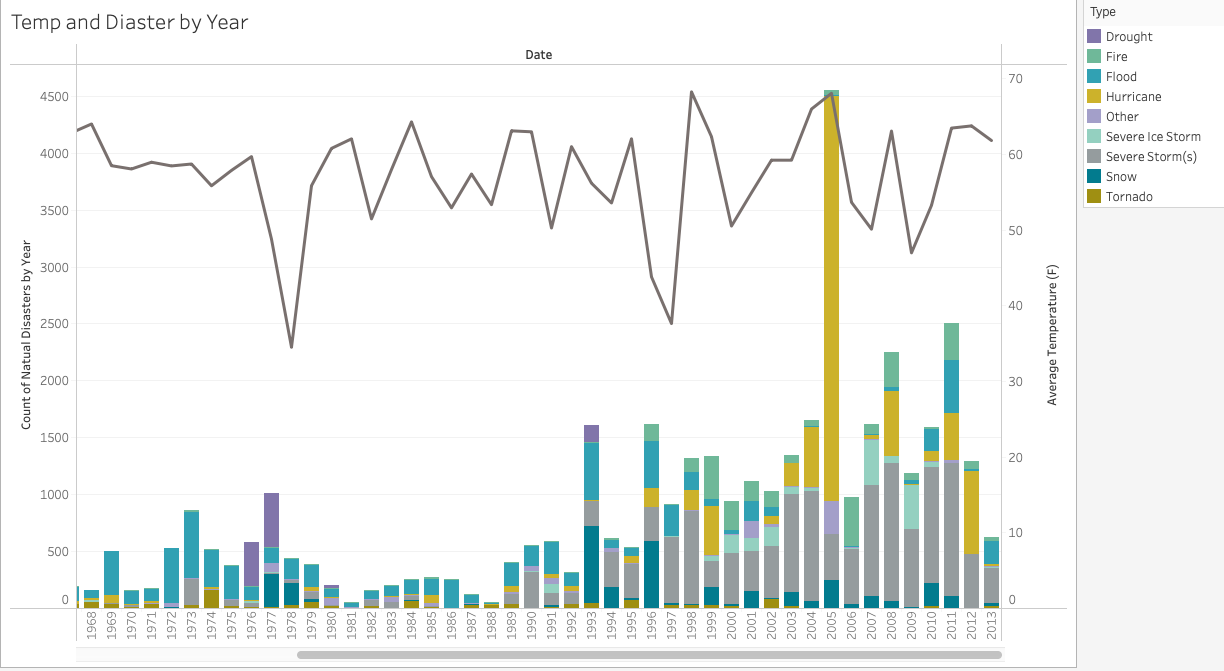 Temp and Diaster by Year
Date
Count of Natual Disasters by Year
4500
4000
3500
3000
2500
2000
1500
1000
500
0
70
60
50
40
30
20
10
0
Average Temperature (F)
1968 1969 1970 1971 1972 1973 1974 1975 1976 1977 1978 1979 1980 1981 1982 1983 1984 1985 1986 1987 1988 1989 1990 1991 1992 1993 1994 1995 1996 1997 1998 1999 2000 2001 2002 2003 2004 2005 2006 2007 2008 2009 2010 2011 2012 2013
Type
Drought
Fire
Flood
Hurricane
Other
Severe Ice Storm
Severe Storm(s)
Snow
Tornado